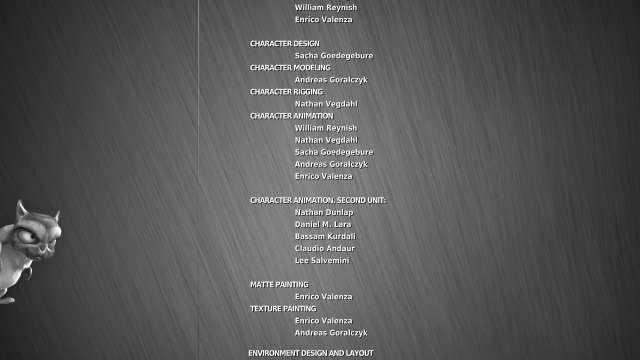 William Reynish
Enrico Valenza
CHARACTER DESIGN
Sacha Goedegebure
CHARACTER MODELING
Andreas Goralczyk
CHARACTER RIGGING
Nathan Vegdahl
CHARACTER ANIMATION
William Reynish
Nathan Vegdahl
Sacha Goedegebure
Andreas Goralczyk
Enrico Valenza
CHARACTER ANIMATION, SECOND UNIT:
Nathan Dunlap
Daniel M. Lara
Bassam Kurdali
Claudio Andaur
Lee Salvemini
MATTE PAINTING
Enrico Valenza
TEXTURE PAINTING
Enrico Valenza
Andreas Goralczyk
ENVIRONMENT DESIGN AND LAYOUT